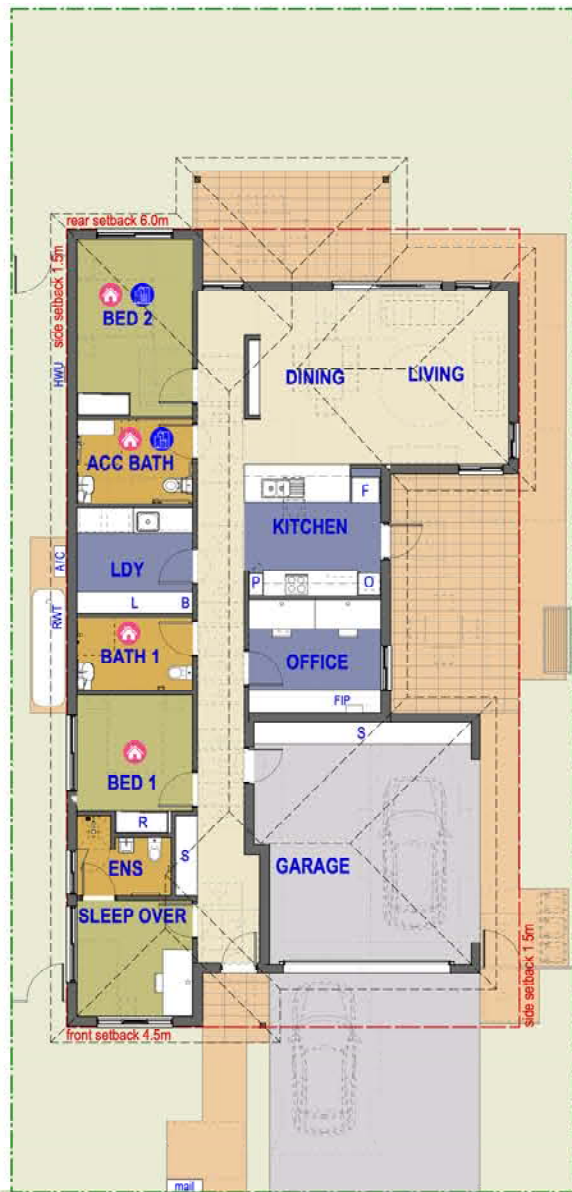 rear setback 6.0m
side setback 1.5m
BED 2
HWU
DINING
LIVING
ACC BATH
F
KITCHEN
A/C
LDY
P
O
L
B
RWT
BATH 1
OFFICE
FIP
S
BED 1
R
S
ENS
GARAGE
SLEEP OVER
side setback 1.5m
front setback 4.5m
mail